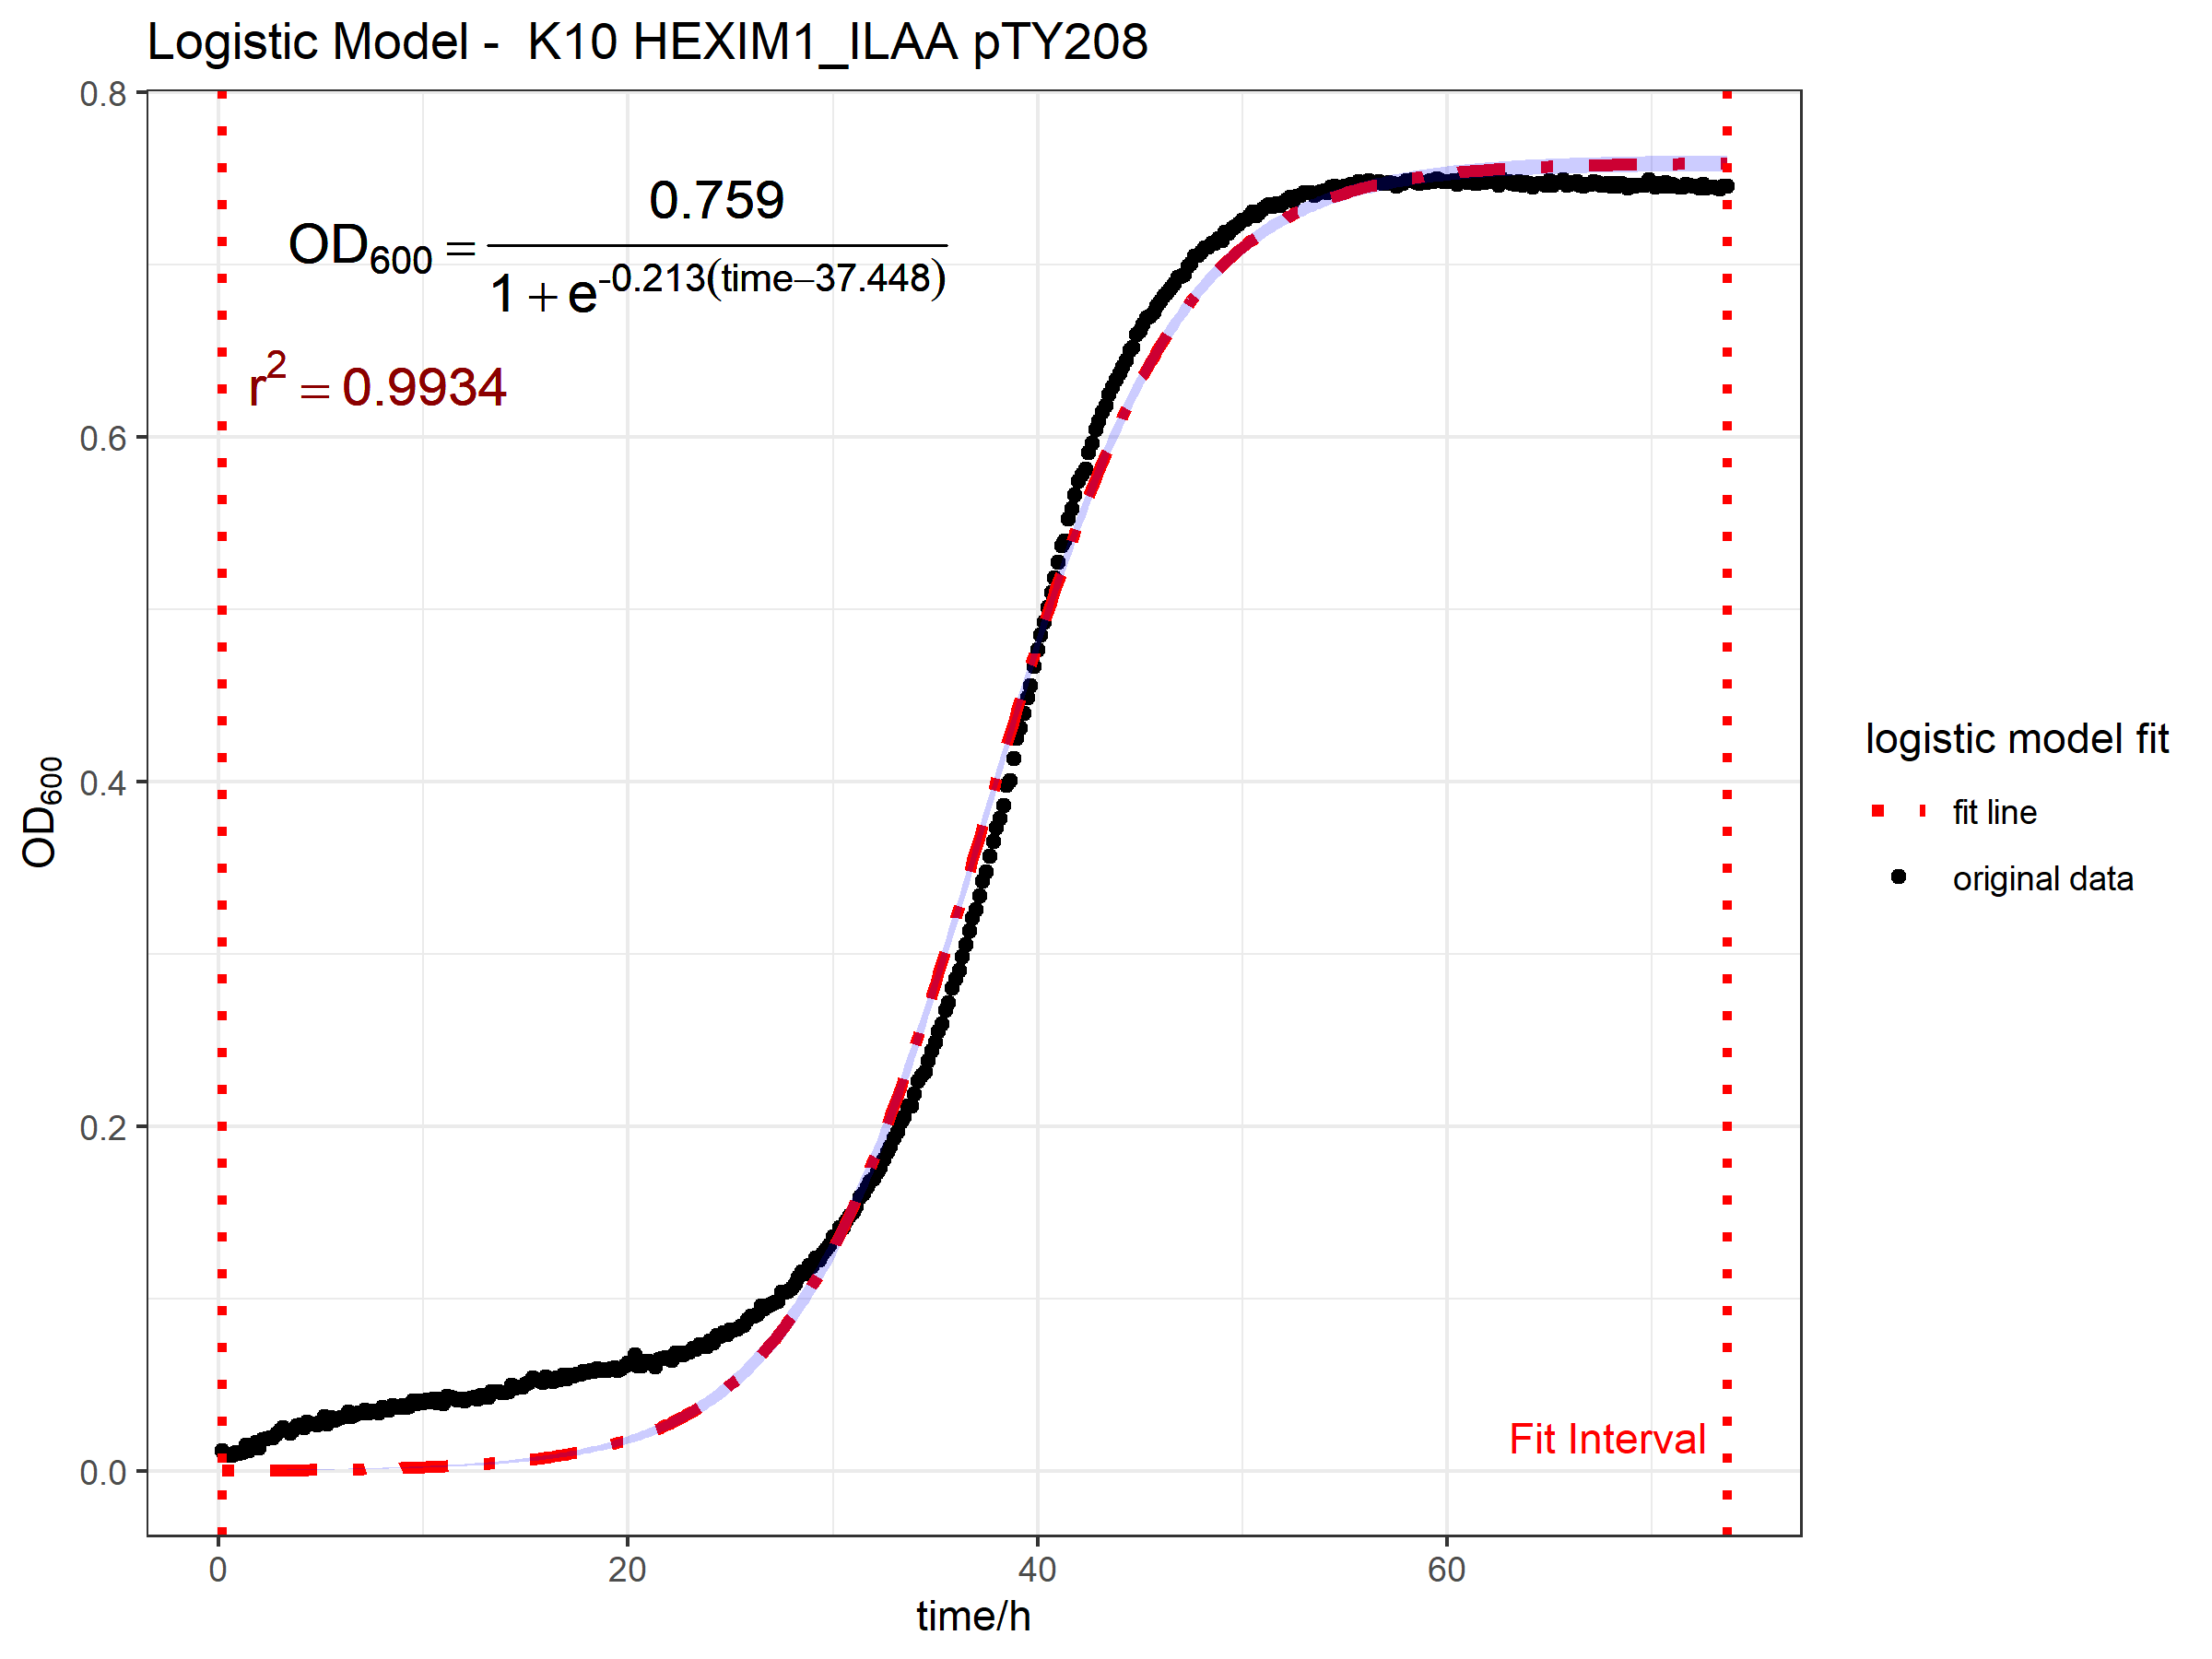 Logistic Model -  K10 HEXIM1_ILAA pTY208
0.8
0.6
0.4
0.2
0.0
OD600
OD600 = 0.759 / 1 + e^-0.213(time−37.448)
r^2 = 0.9934
Fit Interval
0 20 40 60
time/h
logistic model fit
fit line
original data